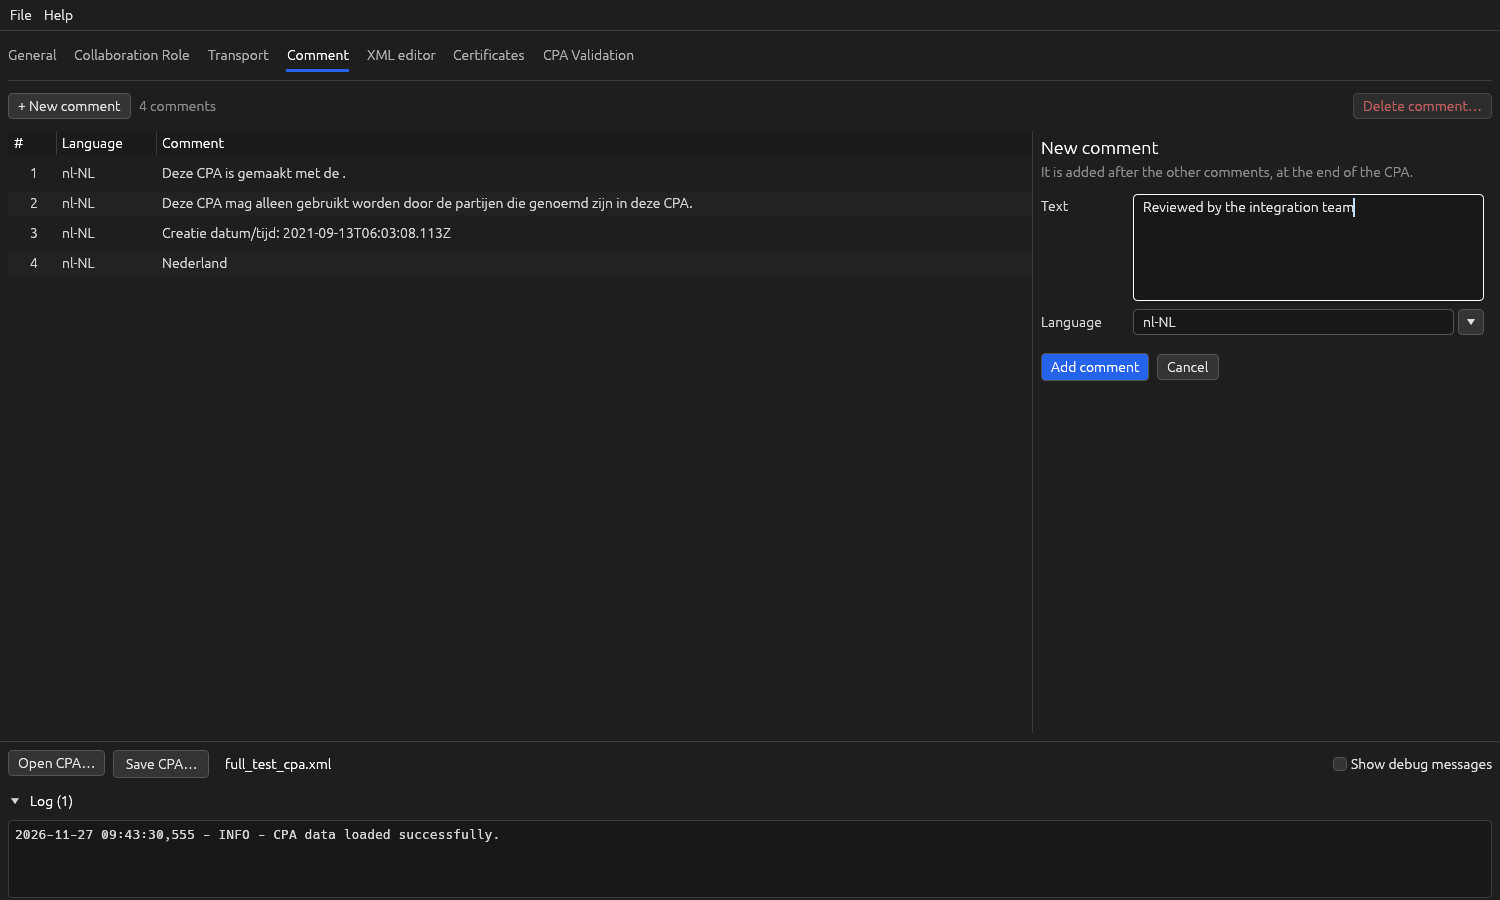 File Help
General Collaboration Role Transport Comment XML editor Certificates CPA Validation
+ New comment 4 comments Delete comment...
# Language Comment
1 nl-NL Deze CPA is gemaakt met de .
2 nl-NL Deze CPA mag alleen gebruikt worden door de partijen die genoemd zijn in deze CPA.
3 nl-NL Creatie datum/tijd: 2021-09-13T06:03:08.113Z
4 nl-NL Nederland
New comment
It is added after the other comments, at the end of the CPA.
Text Reviewed by the integration team
Language nl-NL
Add comment Cancel
Open CPA... Save CPA... full_test_cpa.xml Show debug messages
Log (1)
2026-11-27 09:43:30,555 - INFO - CPA data loaded successfully.